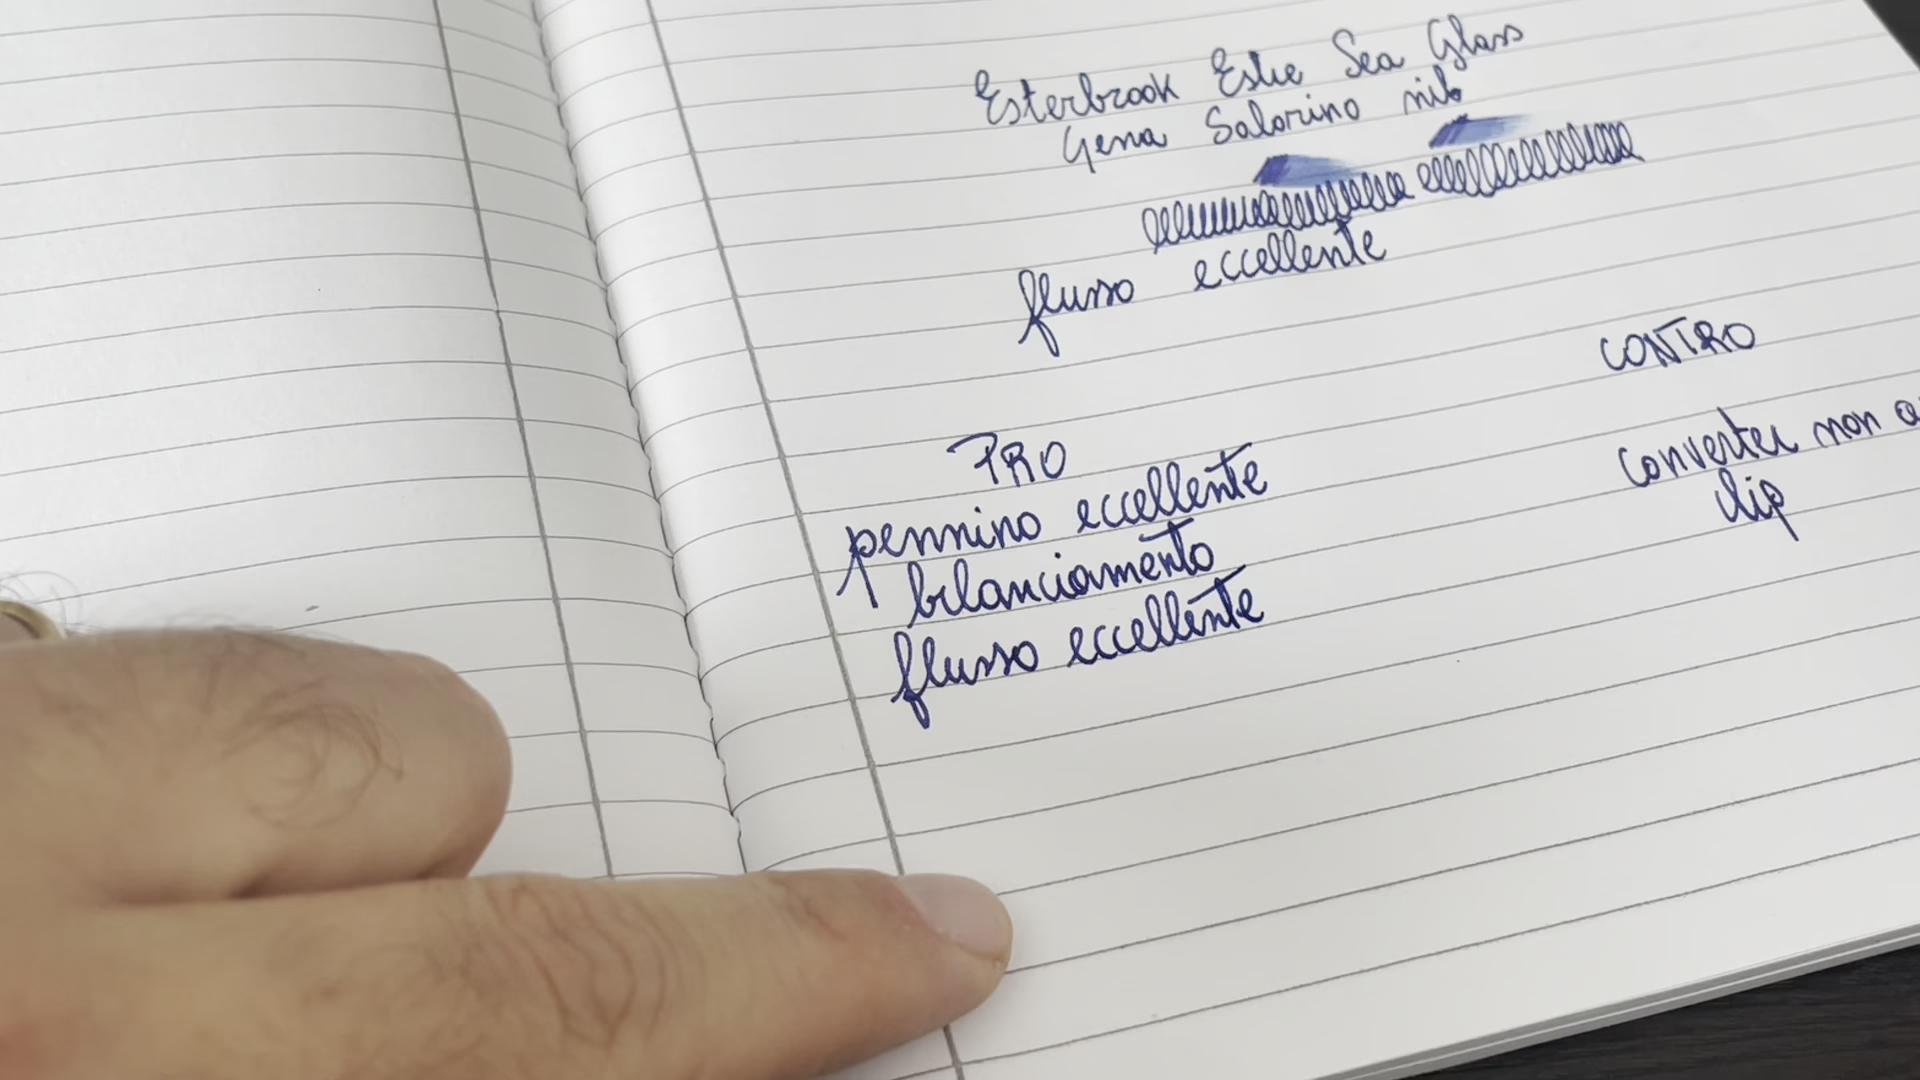 Esterbrook Estie Sea Glass
Gena Salorino nib
flusso eccellente
PRO
pennino eccellente
bilanciamento
flusso eccellente
CONTRO
converter non
clip